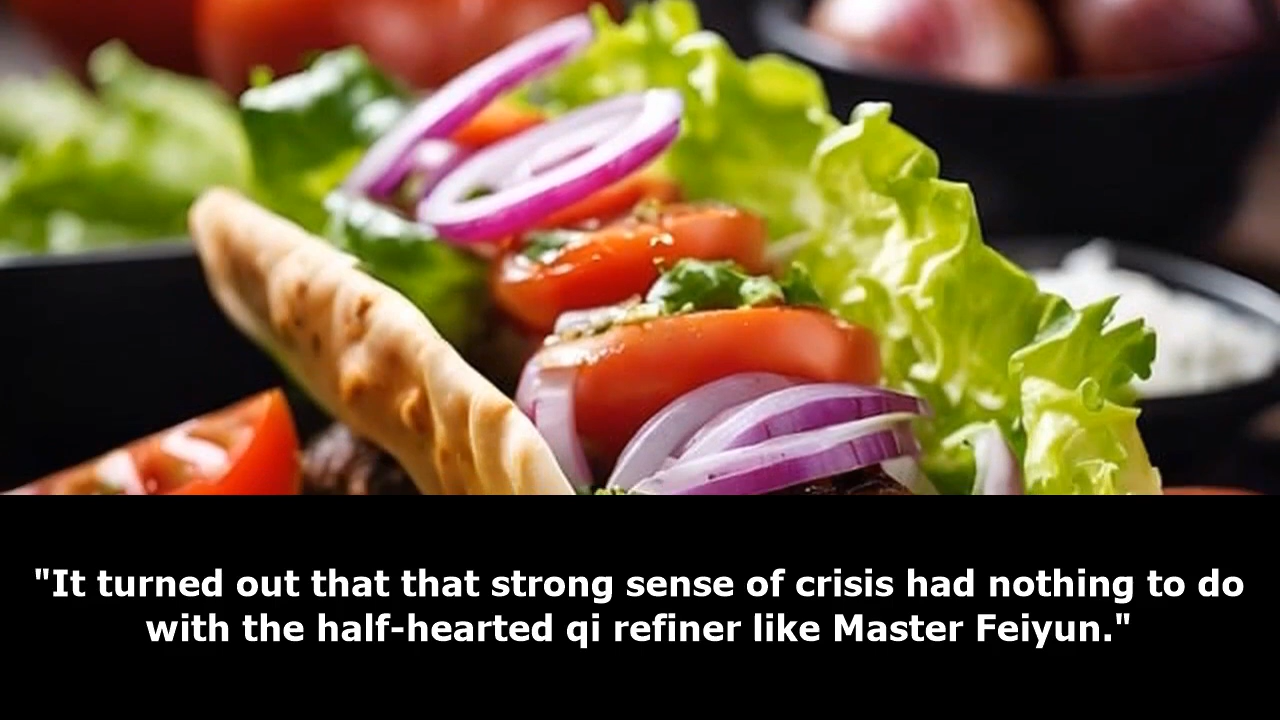 "It turned out that that strong sense of crisis had nothing to do
with the half-hearted qi refiner like Master Feiyun."